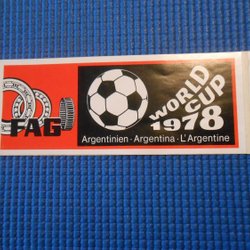 FAG
WORLD
CUP
1978
Argentinien - Argentina - L'Argentine